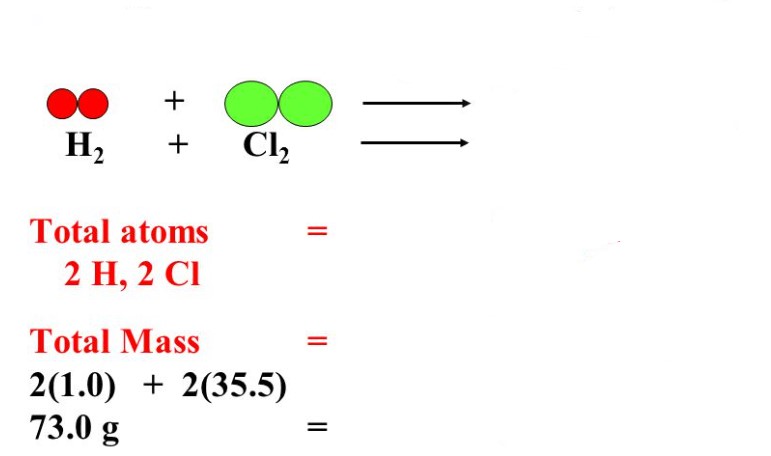 +
H₂ + Cl₂
Total atoms =
2 H, 2 Cl
Total Mass =
2(1.0) + 2(35.5)
73.0 g =